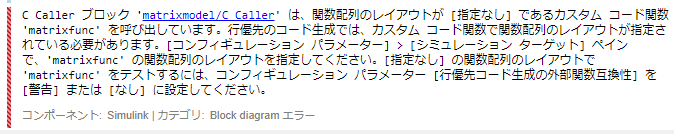 C Caller ブロック 'matrixmodel/C Caller' は、関数配列のレイアウトが [指定なし] であるカスタム コード関数
'matrixfunc' を呼び出しています。行優先のコード生成では、カスタム コード関数で関数配列のレイアウトが指定さ
れている必要があります。[コンフィギュレーション パラメーター] > [シミュレーション ターゲット] ペイン
で、'matrixfunc' の関数配列のレイアウトを指定してください。[指定なし] の関数配列のレイアウトで
'matrixfunc' をテストするには、コンフィギュレーション パラメーター [行優先コード生成の外部関数互換性] を
[警告] または [なし] に設定してください。
コンポーネント: Simulink | カテゴリ: Block diagram エラー